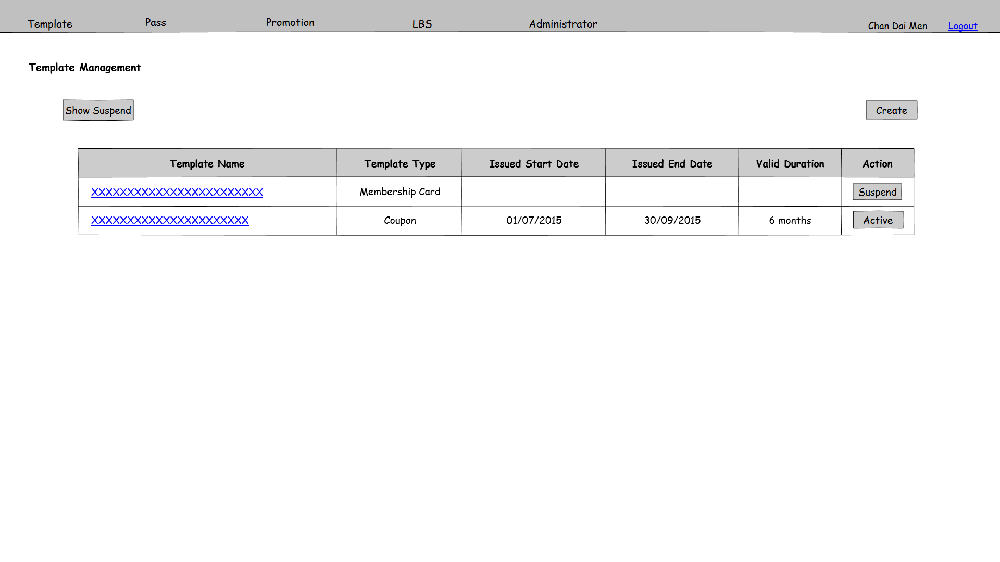 Template Pass Promotion LBS Administrator Chan Dai Men Logout
Template Management
Show Suspend Create
Template Name Template Type Issued Start Date Issued End Date Valid Duration Action
XXXXXXXXXXXXXXXXXXXXXXXX Membership Card Suspend
XXXXXXXXXXXXXXXXXXXXXX Coupon 01/07/2015 30/09/2015 6 months Active